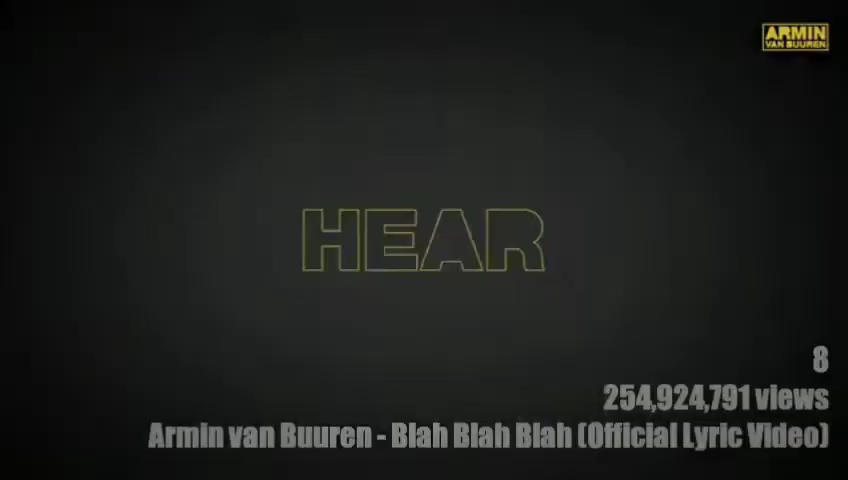 ARMIN
VAN BUUREN
HEAR
8
254,924,791 views
Armin van Buuren - Blah Blah Blah (Official Lyric Video)